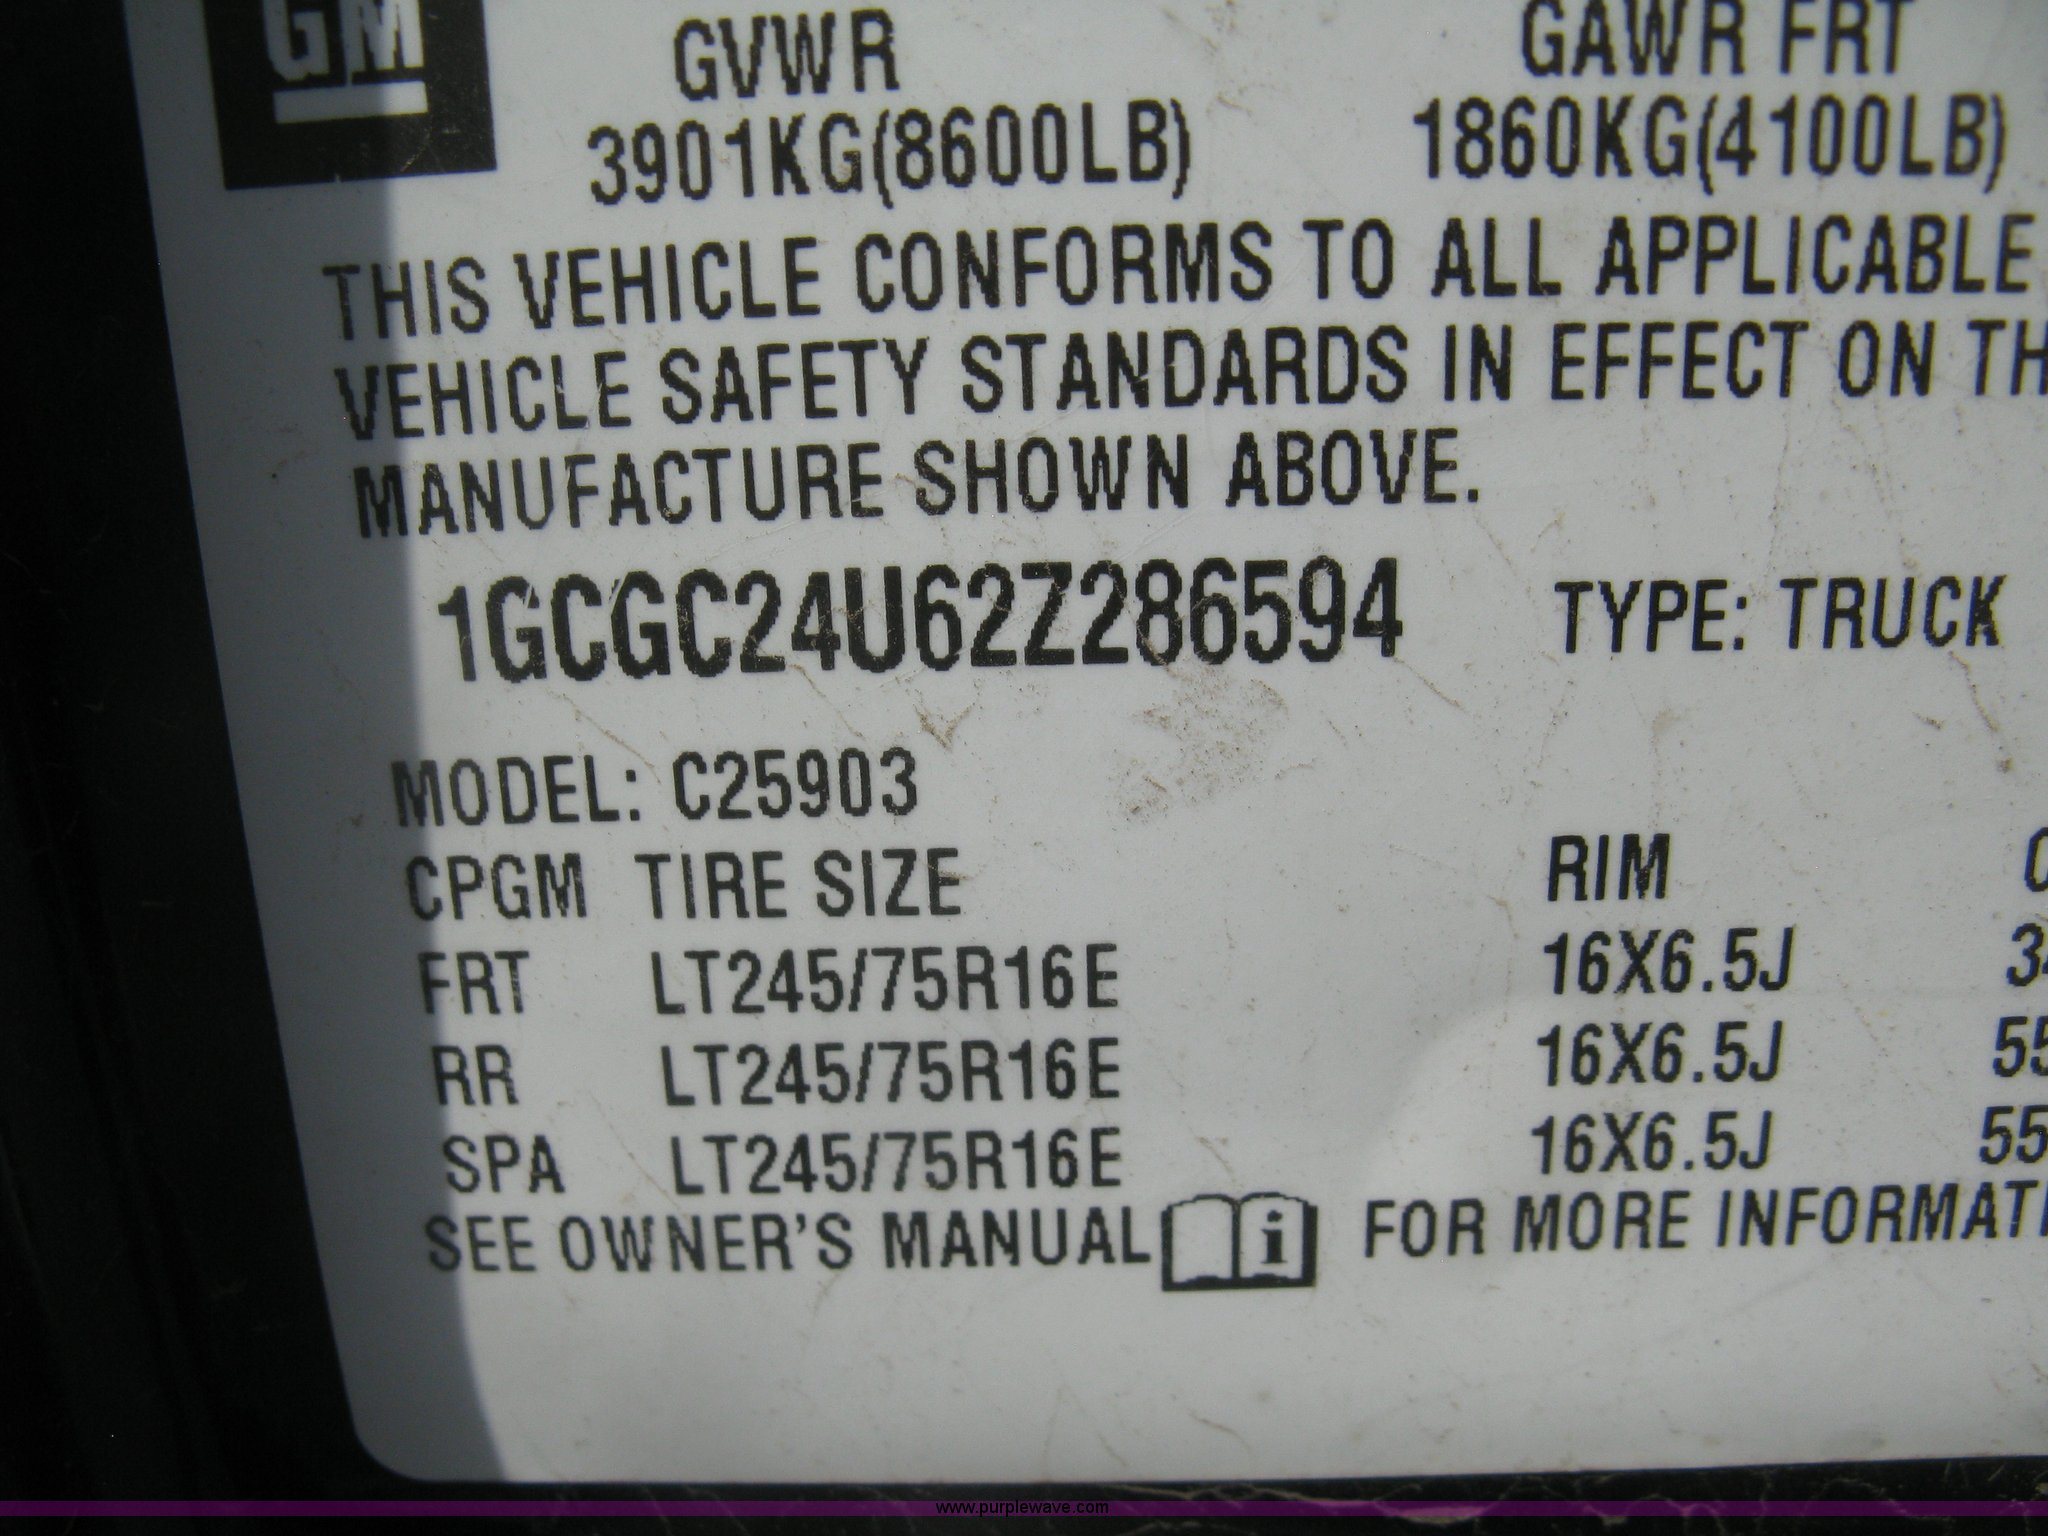 GM GVWR GAWR FRT
3901KG(8600LB) 1860KG(4100LB)
THIS VEHICLE CONFORMS TO ALL APPLICABLE
VEHICLE SAFETY STANDARDS IN EFFECT ON
MANUFACTURE SHOWN ABOVE.
1GCGC24U62Z286594 TYPE: TRUCK
MODEL: C25903
CPGM TIRE SIZE RIM
FRT LT245/75R16E 16X6.5J
RR LT245/75R16E 16X6.5J
SPA LT245/75R16E 16X6.5J
SEE OWNER'S MANUAL i FOR MORE
www.purplewave.com